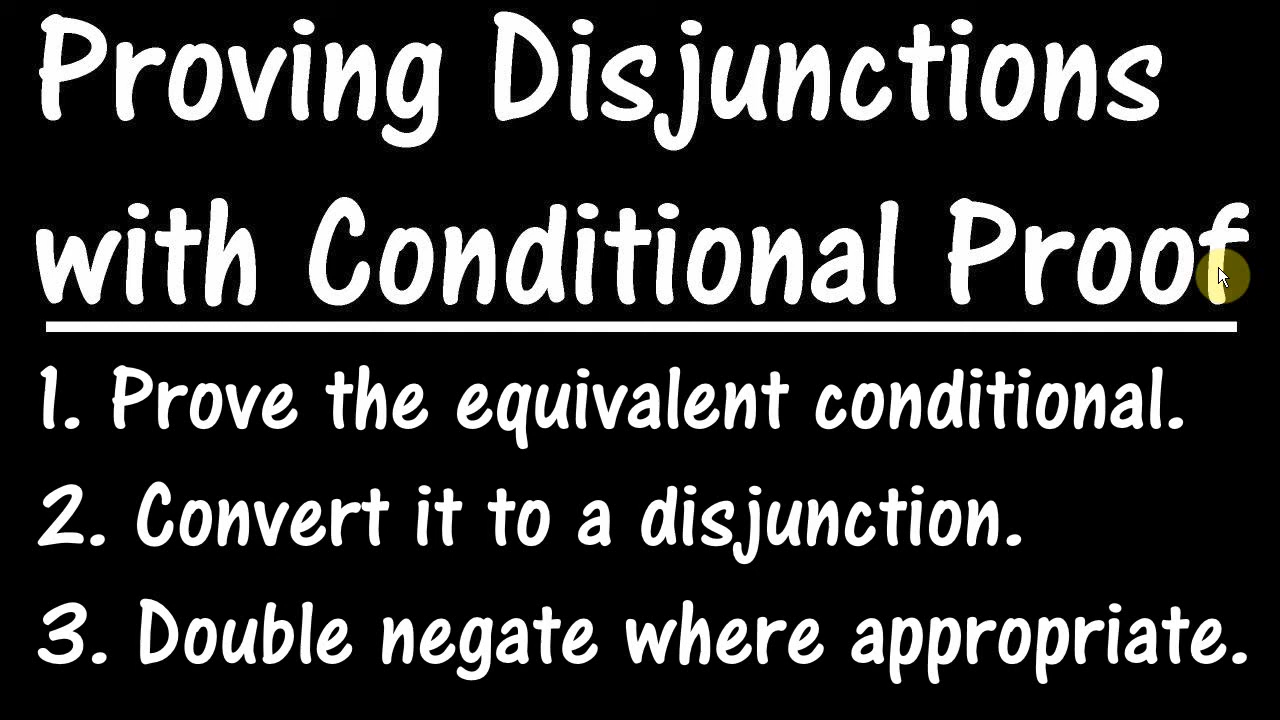 Proving Disjunctions
with Conditional Proof
1. Prove the equivalent conditional.
2. Convert it to a disjunction.
3. Double negate where appropriate.